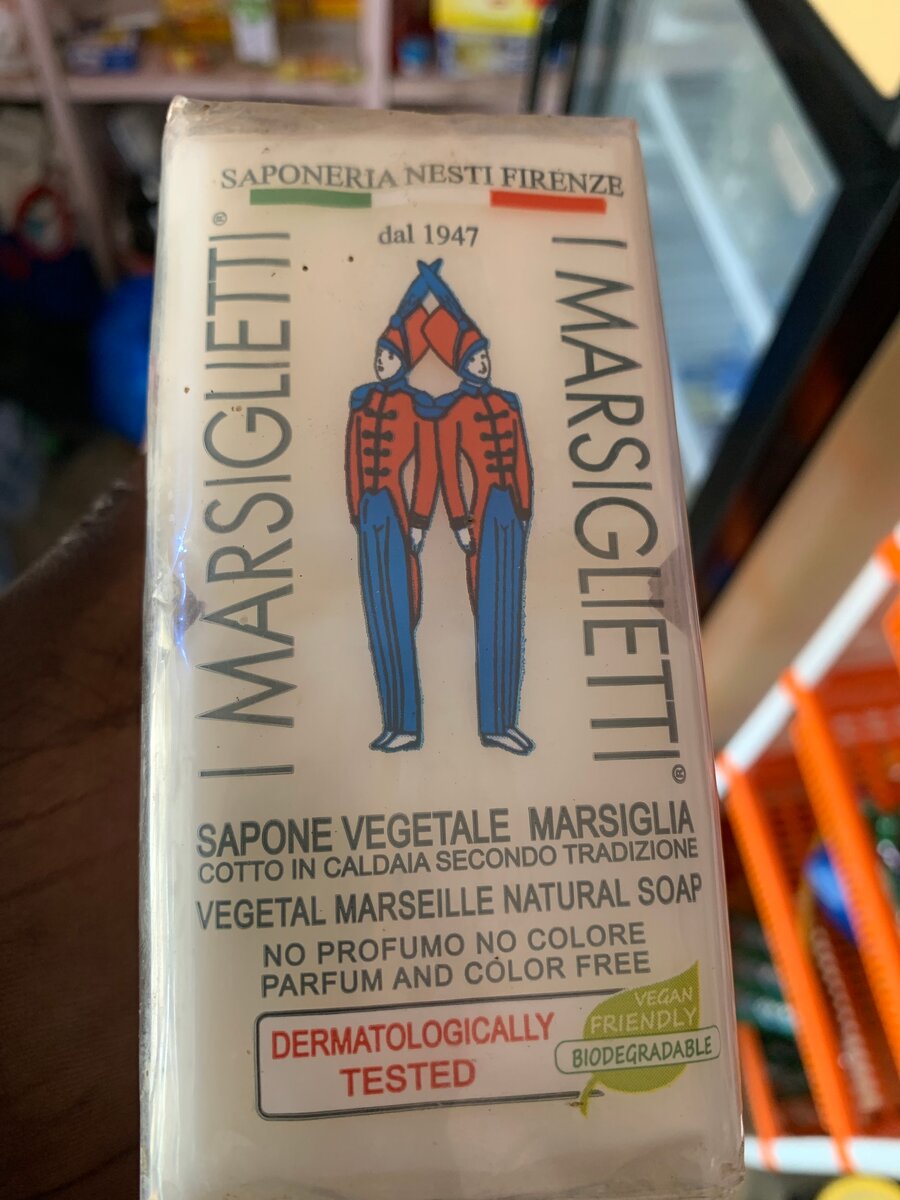 SAPONERIA NESTI FIRENZE
dal 1947
I MARSIGLIETTI®
I MARSIGLIETTI®
SAPONE VEGETALE MARSIGLIA
COTTO IN CALDAIA SECONDO TRADIZIONE
VEGETAL MARSEILLE NATURAL SOAP
NO PROFUMO NO COLORE
PARFUM AND COLOR FREE
DERMATOLOGICALLY
TESTED
VEGAN
FRIENDLY
BIODEGRADABLE